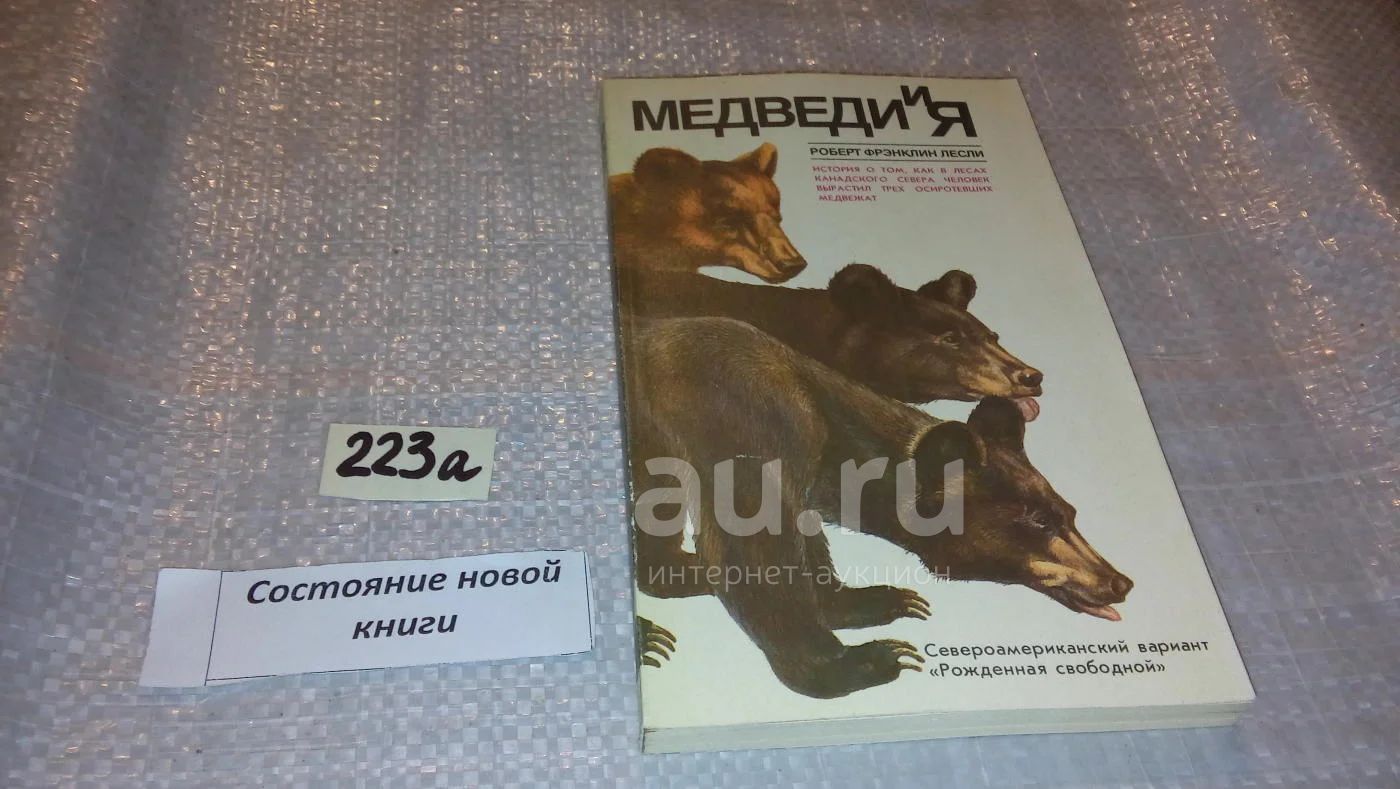 МЕДВЕДИ И Я
РОБЕРТ ФРЭНКЛИН ЛЕСЛИ
ИСТОРИЯ О ТОМ, КАК В ЛЕСАХ
КАНАДСКОГО СЕВЕРА ЧЕЛОВЕК
ВЫРАСТИЛ ТРЕХ ОСИРОТЕВШИХ
МЕДВЕЖАТ
223а
au.ru
интернет-аукцион
Состояние новой
книги
Североамериканский вариант
«Рожденная свободной»